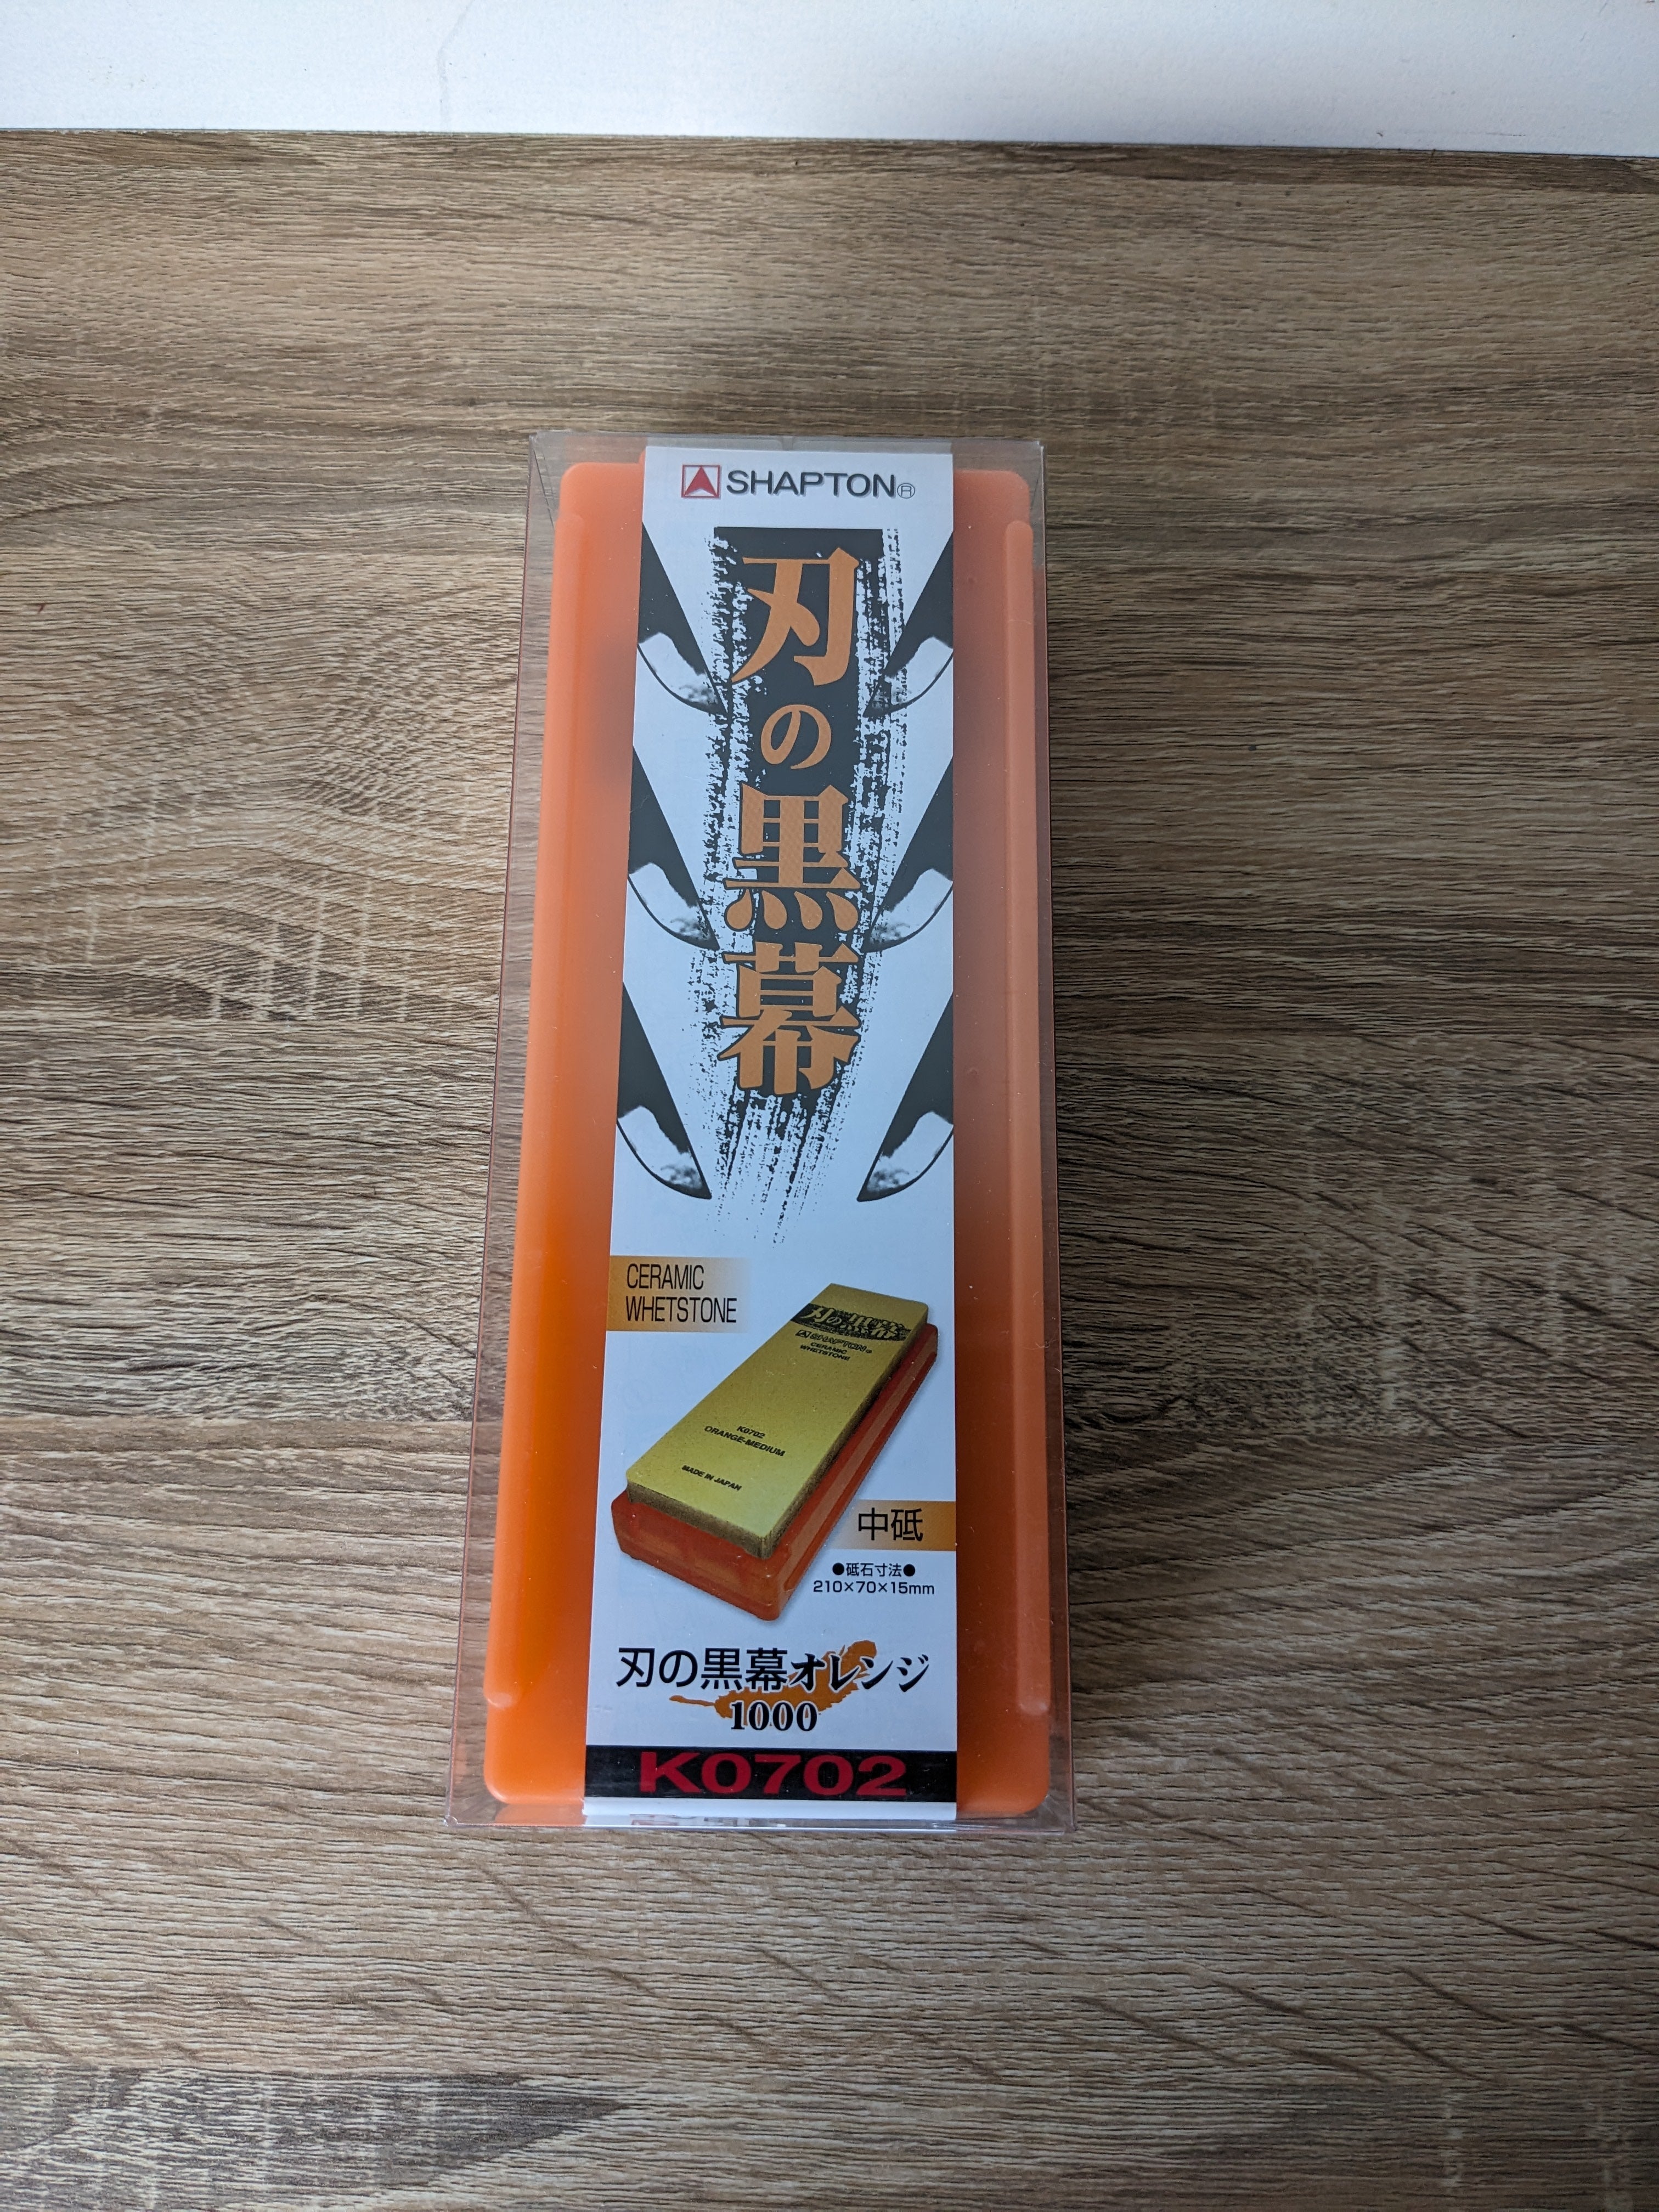 SHAPTON®
刃の黒幕
CERAMIC
WHETSTONE
刃の黒幕
SHAPTON®
CERAMIC
WHETSTONE
K0702
ORANGE-MEDIUM
MADE IN JAPAN
中砥
●砥石寸法●
210×70×15mm
刃の黒幕オレンジ
1000
K0702